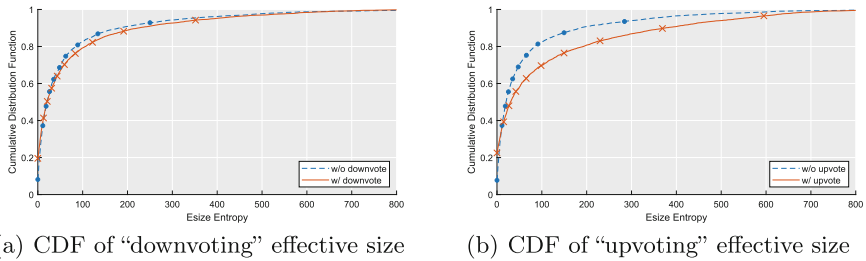 Cumulative Distribution Function
1
0.8
0.6
0.4
0.2
0
0 100 200 300 400 500 600 700 800
Esize Entropy
w/o downvote
w/ downvote
a) CDF of “downvoting” effective size
Cumulative Distribution Function
1
0.8
0.6
0.4
0.2
0
0 100 200 300 400 500 600 700 800
Esize Entropy
w/o upvote
w/ upvote
(b) CDF of “upvoting” effective size